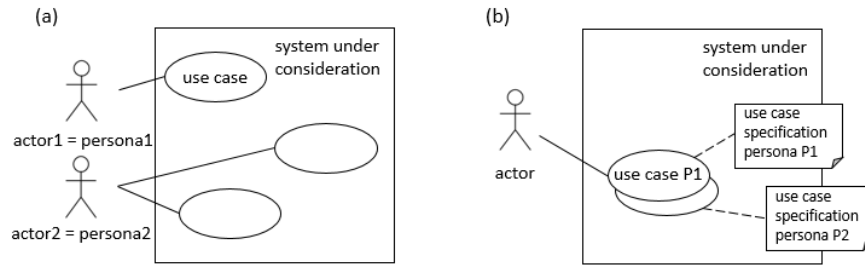 (a)
system under
consideration
use case
actor1 = persona1
actor2 = persona2
(b)
system under
consideration
actor
use case P1
use case
specification
persona P1
use case
specification
persona P2